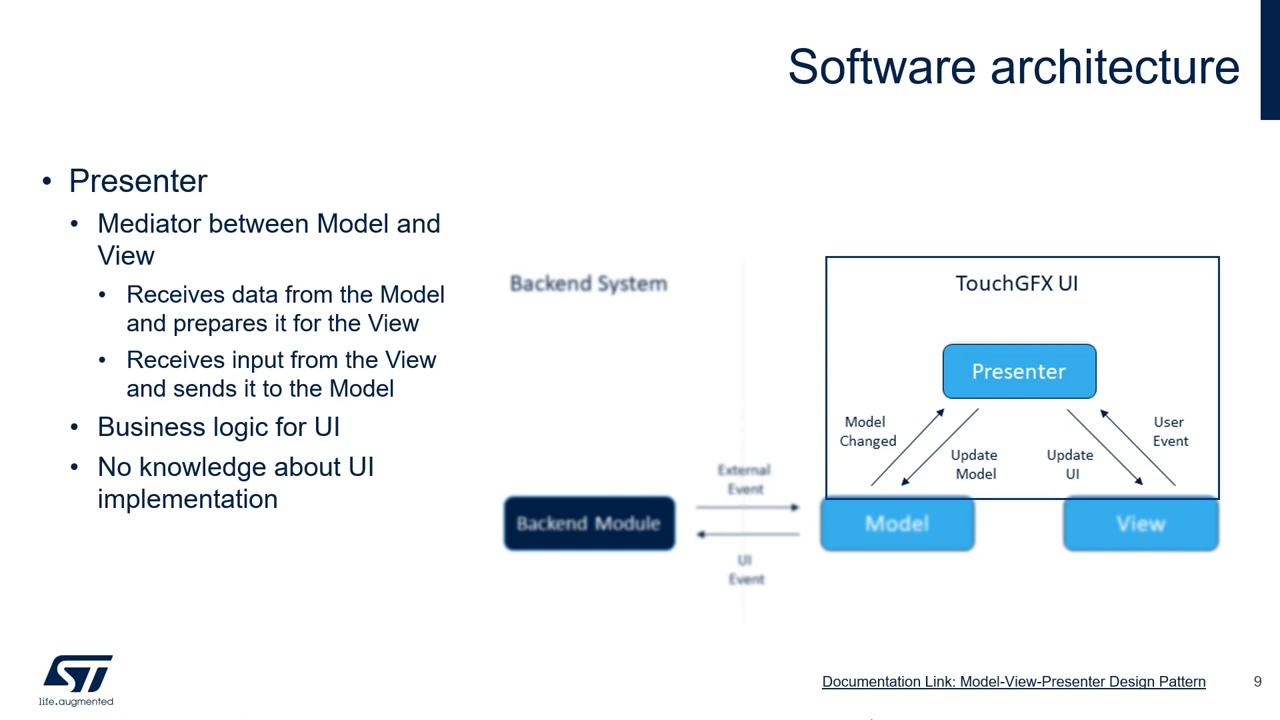 Software architecture
• Presenter
• Mediator between Model and
View
• Receives data from the Model
and prepares it for the View
• Receives input from the View
and sends it to the Model
• Business logic for UI
• No knowledge about UI
implementation
Backend System
TouchGFX UI
Presenter
Model
Changed
Update
Model
Update
UI
User
Event
External
Event
Backend Module
Model
View
UI
Event
ST
life.augmented
Documentation Link: Model-View-Presenter Design Pattern
9